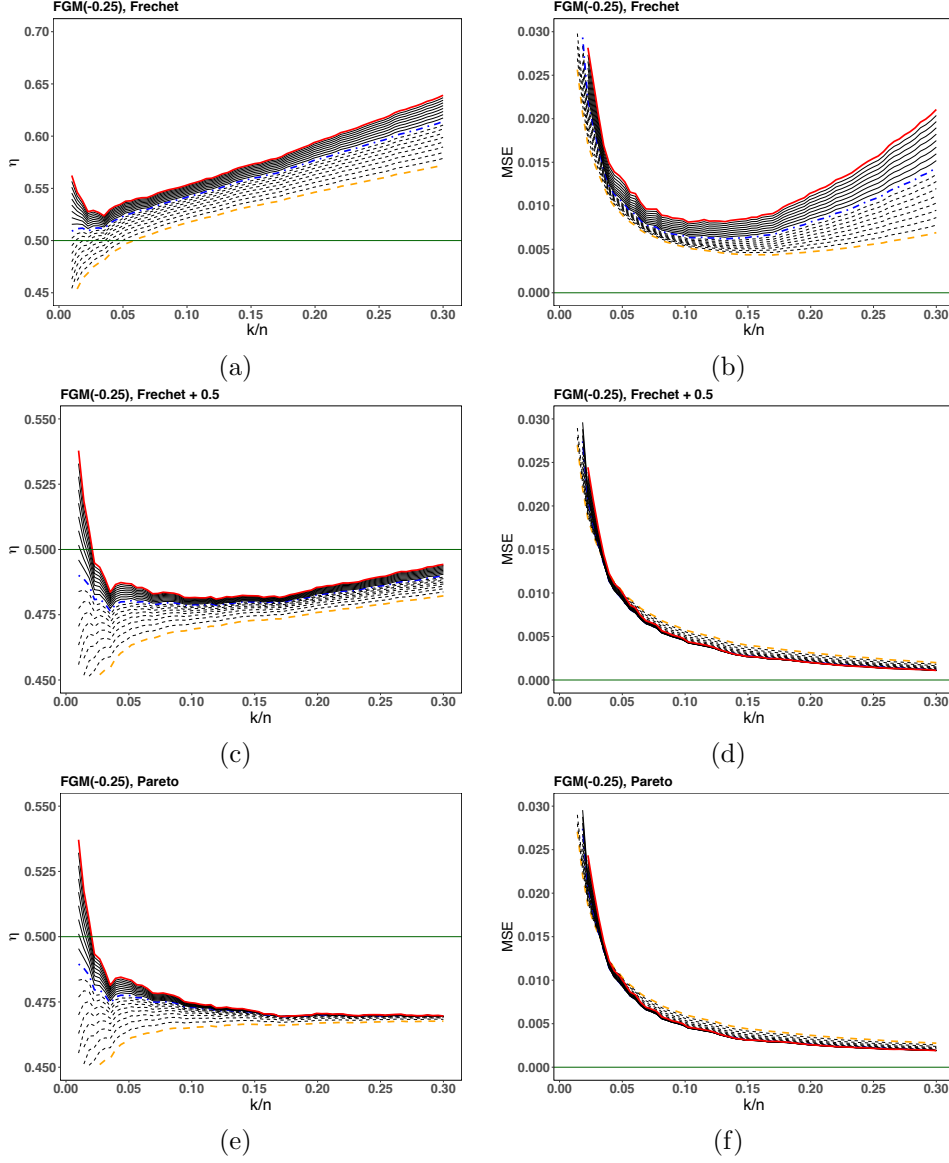 FGM(-0.25), Frechet
0.70
0.65
0.60
0.55
0.50
0.45
η
0.00 0.05 0.10 0.15 0.20 0.25 0.30
k/n
(a)
FGM(-0.25), Frechet
0.030
0.025
0.020
0.015
0.010
0.005
0.000
MSE
0.00 0.05 0.10 0.15 0.20 0.25 0.30
k/n
(b)
FGM(-0.25), Frechet + 0.5
0.550
0.525
0.500
0.475
0.450
η
0.00 0.05 0.10 0.15 0.20 0.25 0.30
k/n
(c)
FGM(-0.25), Frechet + 0.5
0.030
0.025
0.020
0.015
0.010
0.005
0.000
MSE
0.00 0.05 0.10 0.15 0.20 0.25 0.30
k/n
(d)
FGM(-0.25), Pareto
0.550
0.525
0.500
0.475
0.450
η
0.00 0.05 0.10 0.15 0.20 0.25 0.30
k/n
(e)
FGM(-0.25), Pareto
0.030
0.025
0.020
0.015
0.010
0.005
0.000
MSE
0.00 0.05 0.10 0.15 0.20 0.25 0.30
k/n
(f)